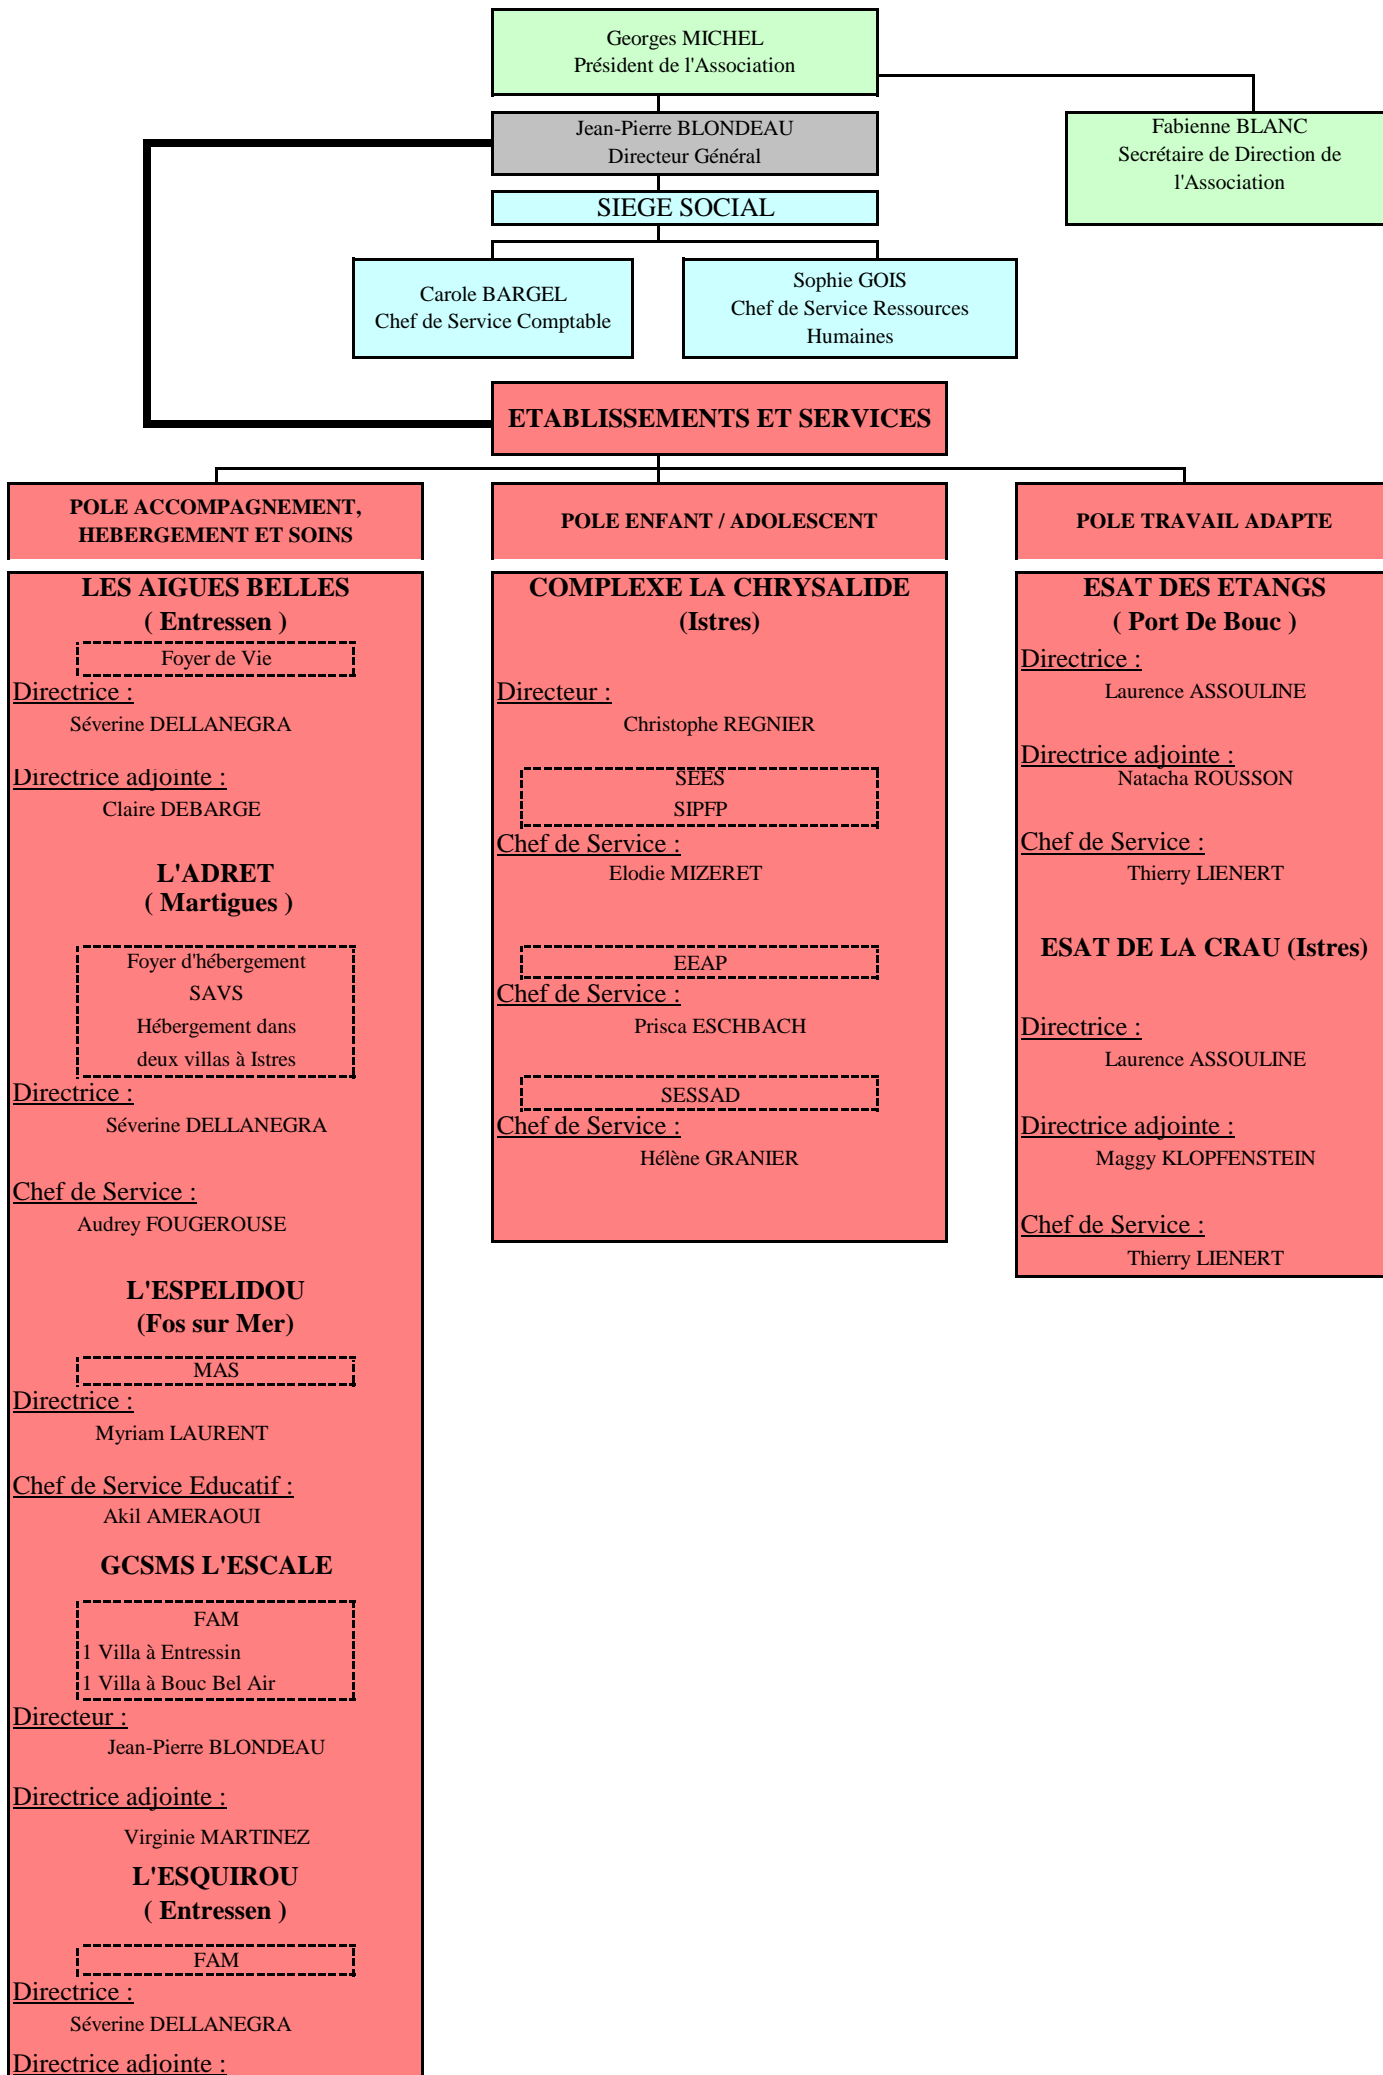 Georges MICHEL
Président de l'Association
Jean-Pierre BLONDEAU
Directeur Général
Fabienne BLANC
Secrétaire de Direction de
l'Association
SIEGE SOCIAL
Carole BARGEL
Chef de Service Comptable
Sophie GOIS
Chef de Service Ressources
Humaines
ETABLISSEMENTS ET SERVICES
POLE ACCOMPAGNEMENT,
HEBERGEMENT ET SOINS
LES AIGUES BELLES
( Entressen )
Foyer de Vie
Directrice :
Séverine DELLANEGRA
Directrice adjointe :
Claire DEBARGE
L'ADRET
( Martigues )
Foyer d'hébergement
SAVS
Hébergement dans
deux villas à Istres
Directrice :
Séverine DELLANEGRA
Chef de Service :
Audrey FOUGEROUSE
L'ESPELIDOU
(Fos sur Mer)
MAS
Directrice :
Myriam LAURENT
Chef de Service Educatif :
Akil AMERAOUI
GCSMS L'ESCALE
FAM
1 Villa à Entressin
1 Villa à Bouc Bel Air
Directeur :
Jean-Pierre BLONDEAU
Directrice adjointe :
Virginie MARTINEZ
L'ESQUIROU
( Entressen )
FAM
Directrice :
Séverine DELLANEGRA
Directrice adjointe :
POLE ENFANT / ADOLESCENT
COMPLEXE LA CHRYSALIDE
(Istres)
Directeur :
Christophe REGNIER
SEES
SIPFP
Chef de Service :
Elodie MIZERET
EEAP
Chef de Service :
Prisca ESCHBACH
SESSAD
Chef de Service :
Hélène GRANIER
POLE TRAVAIL ADAPTE
ESAT DES ETANGS
( Port De Bouc )
Directrice :
Laurence ASSOULINE
Directrice adjointe :
Natacha ROUSSON
Chef de Service :
Thierry LIENERT
ESAT DE LA CRAU (Istres)
Directrice :
Laurence ASSOULINE
Directrice adjointe :
Maggy KLOPFENSTEIN
Chef de Service :
Thierry LIENERT